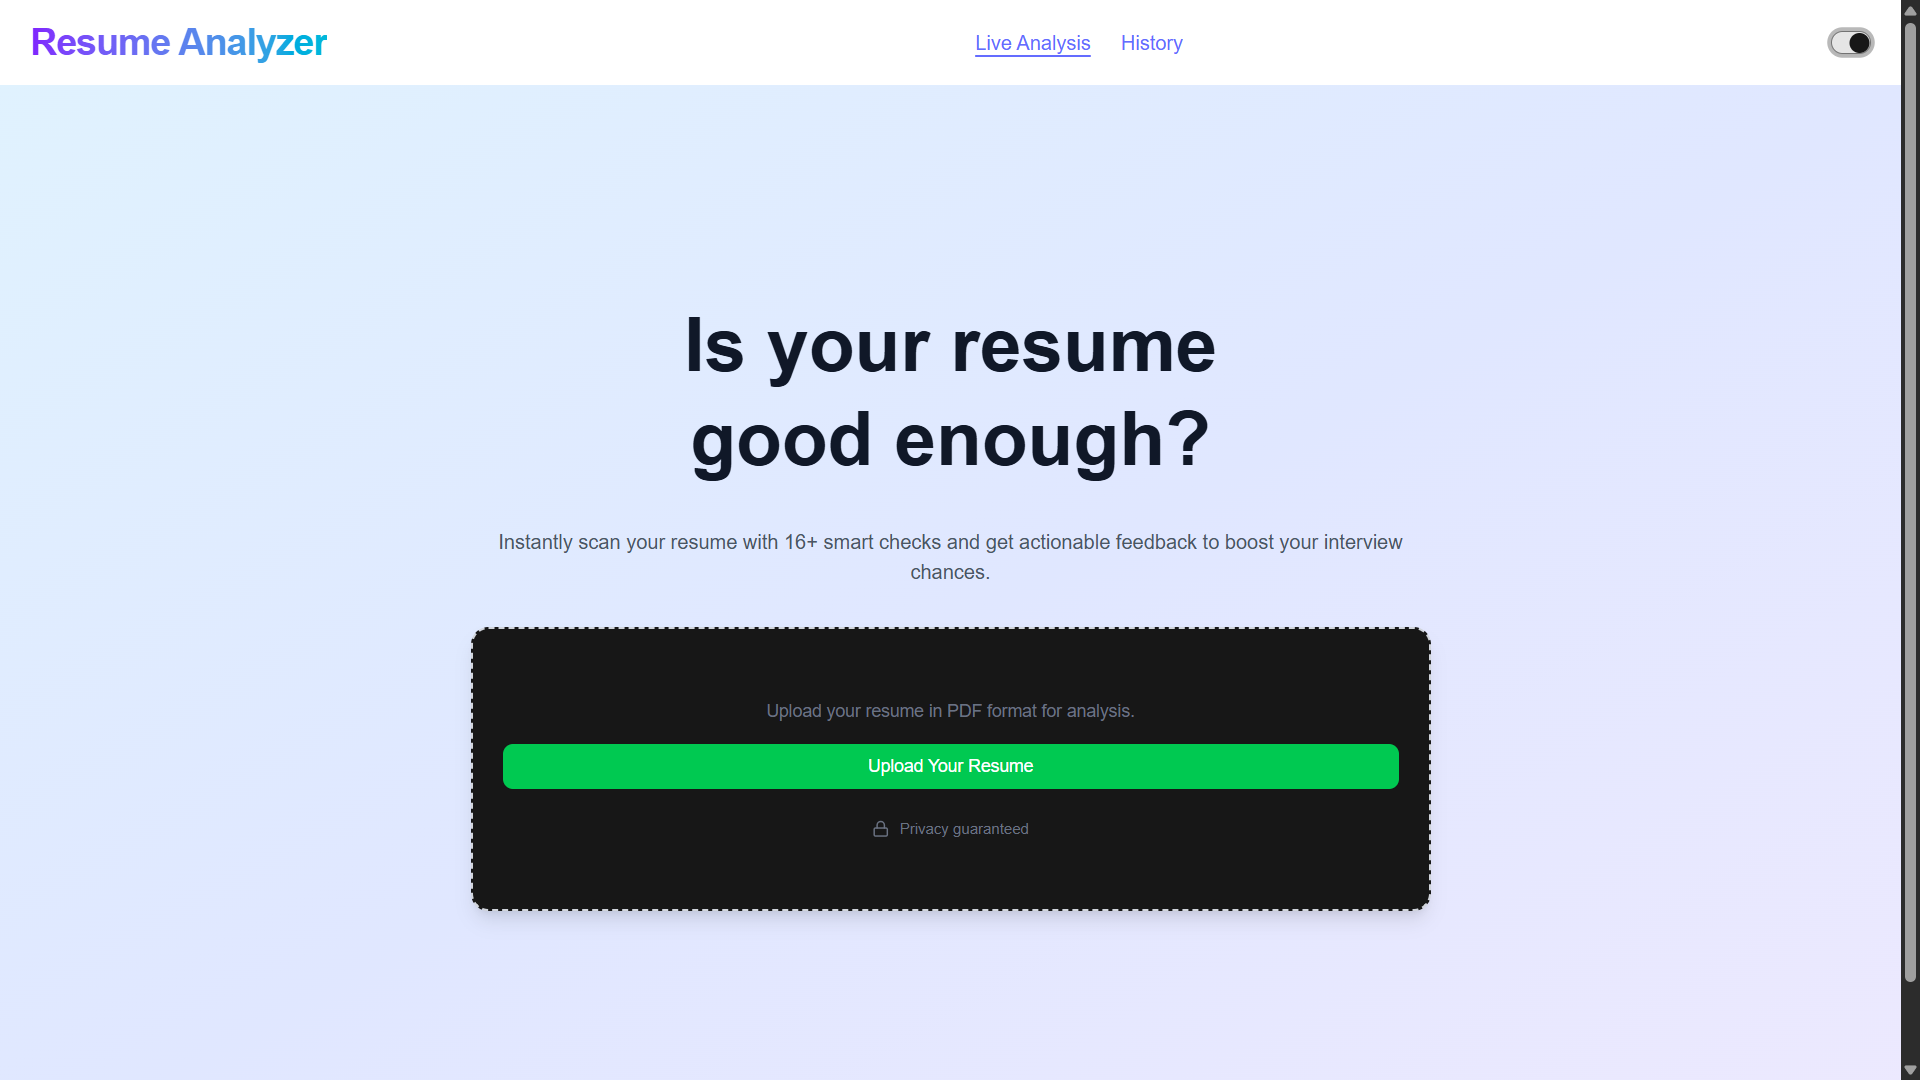 Resume Analyzer
Live Analysis
History
Is your resume
good enough?
Instantly scan your resume with 16+ smart checks and get actionable feedback to boost your interview
chances.
Upload your resume in PDF format for analysis.
Upload Your Resume
Privacy guaranteed